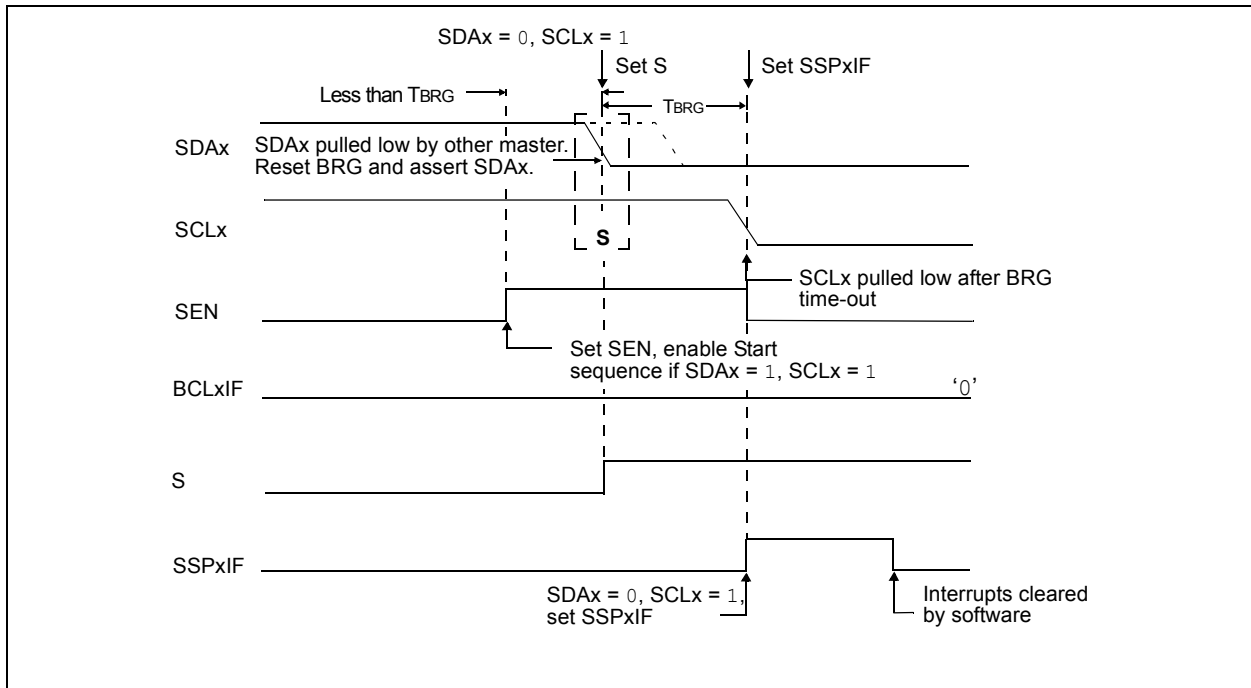 SDAx = 0, SCLx = 1
Set S
Set SSPxIF
Less than TBRG
TBRG
SDAx
SDAx pulled low by other master.
Reset BRG and assert SDAx.
SCLx
S
SCLx pulled low after BRG
time-out
SEN
Set SEN, enable Start
sequence if SDAx = 1, SCLx = 1
BCLxIF
‘0’
S
SSPxIF
SDAx = 0, SCLx = 1,
set SSPxIF
Interrupts cleared
by software